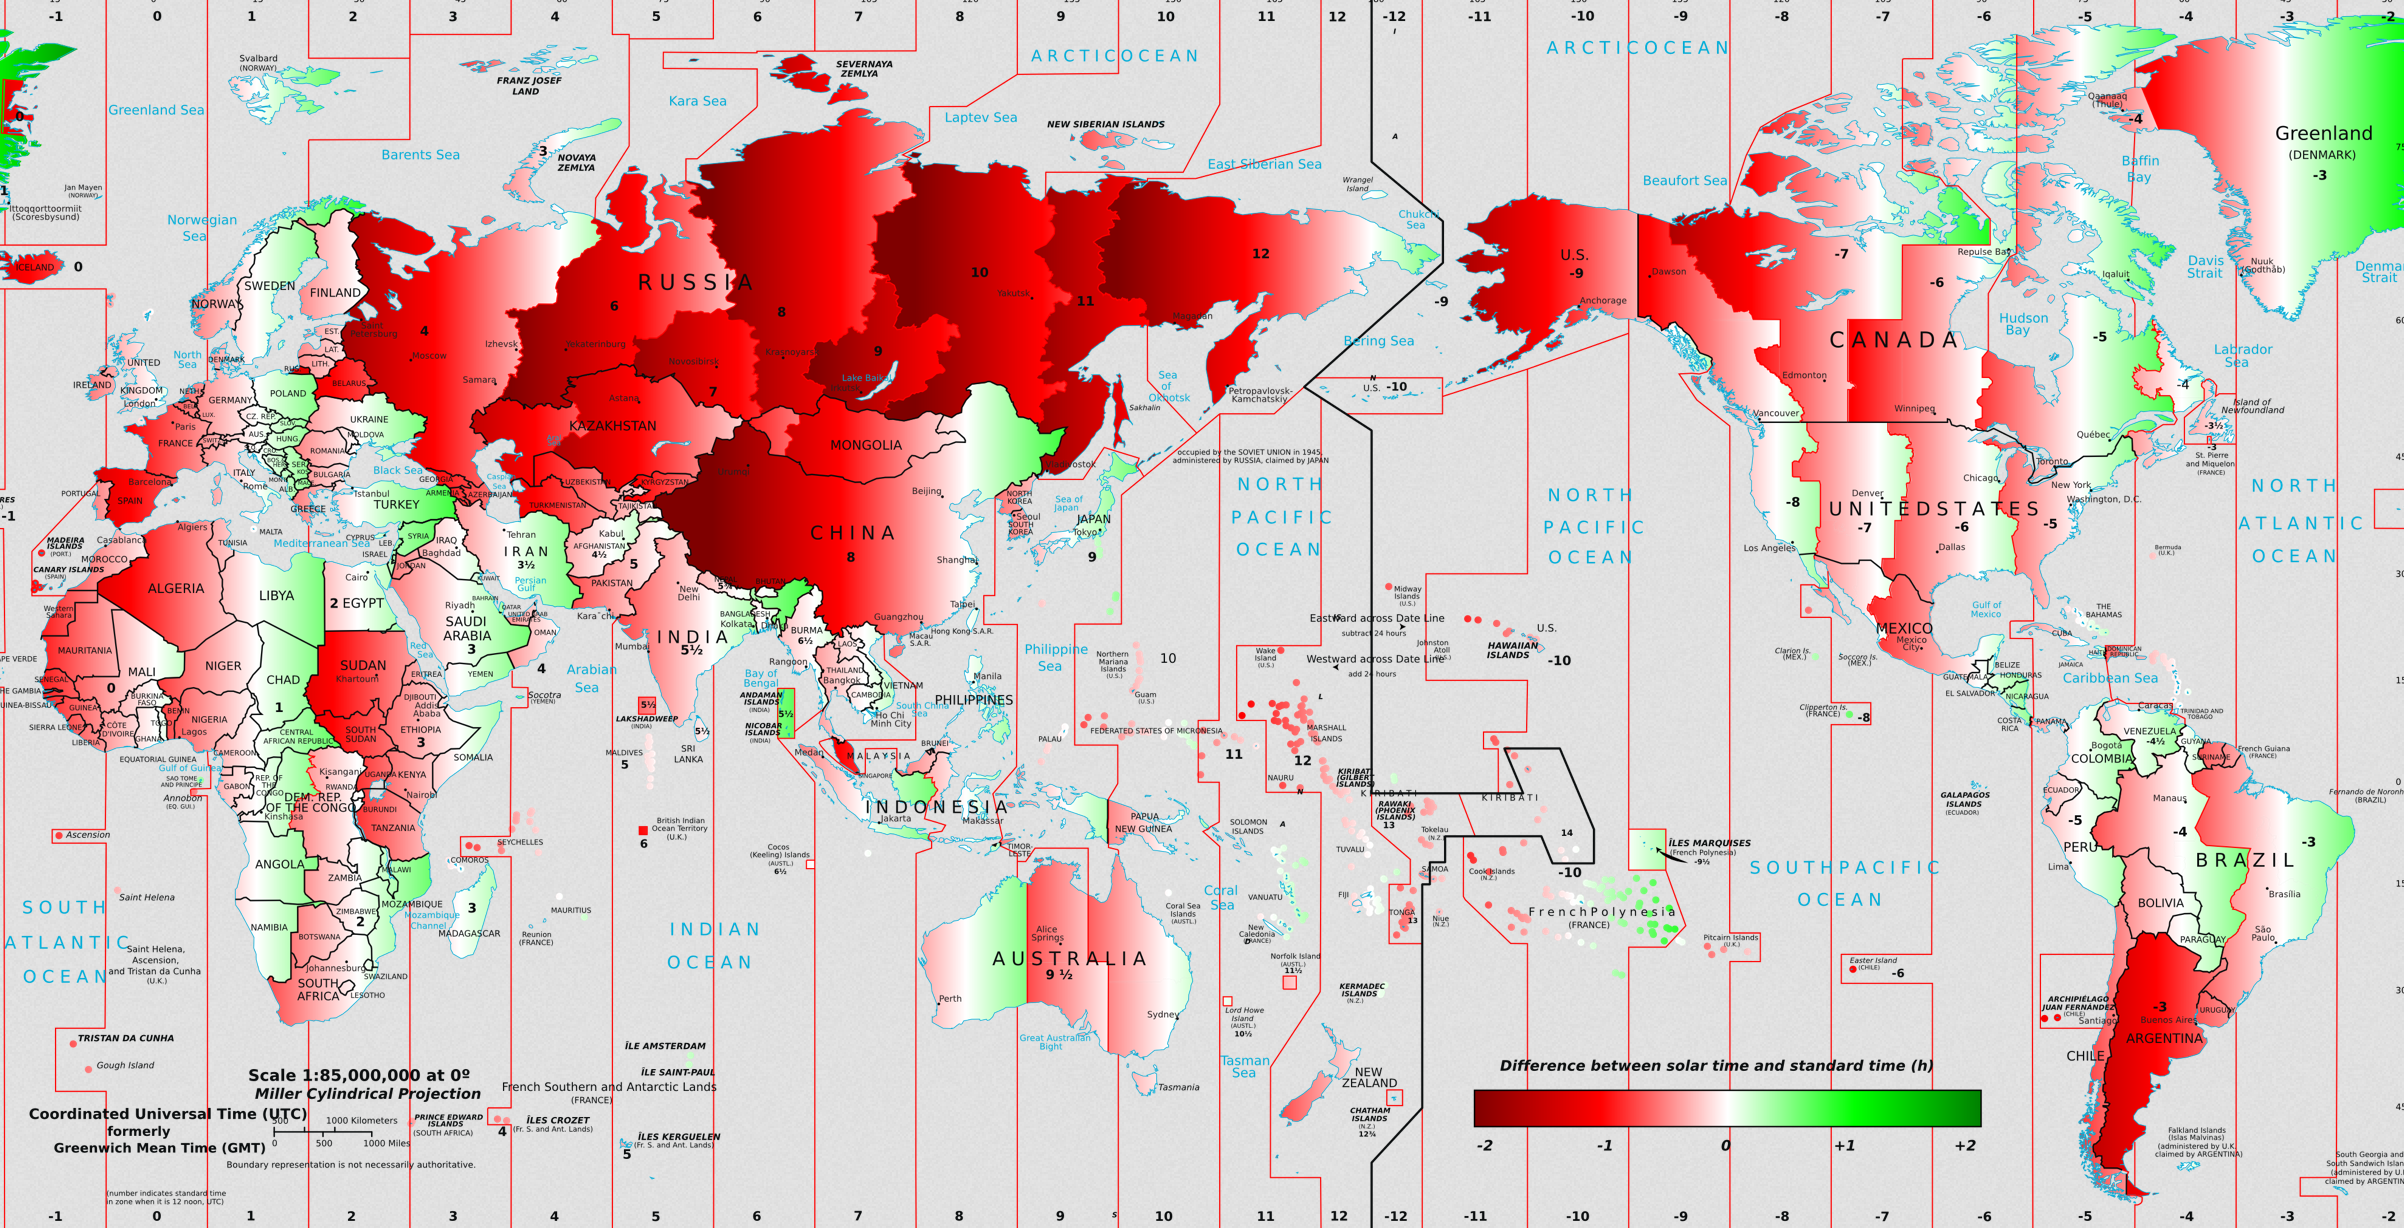 -1 0 1 2 3 4 5 6 7 8 9 10 11 12 -12 -11 -10 -9 -8 -7 -6 -5 -4 -3 -2
ARCTIC OCEAN
ARCTIC OCEAN
Svalbard
(NORWAY)
FRANZ JOSEF
LAND
SEVERNAYA
ZEMLYA
Greenland Sea
Barents Sea
Kara Sea
Laptev Sea
NEW SIBERIAN ISLANDS
East Siberian Sea
Wrangel
Island
Chukchi
Sea
Beaufort Sea
Qaanaaq
(Thule)
-4
Greenland
(DENMARK)
-3
Baffin
Bay
0
3
NOVAYA
ZEMLYA
Jan Mayen
(NORWAY)
Ittoqqortoormiit
(Scoresbysund)
Norwegian
Sea
ICELAND
0
SWEDEN
NORWAY
FINLAND
RUSSIA
4
6
8
10
11
12
9
7
Yakutsk
Magadan
Saint
Petersburg
Moscow
Izhevsk
Samara
Yekaterinburg
Novosibirsk
Krasnoyarsk
Irkutsk
Lake Baikal
Sea
of
Okhotsk
Petropavlovsk-
Kamchatskiy
Sakhalin
Vladivostok
Bering Sea
U.S. -10
-9
U.S.
-9
Anchorage
Dawson
-7
-6
Repulse Bay
Iqaluit
Davis
Strait
Nuuk
(Godthåb)
Denmark
Strait
CANADA
Hudson
Bay
-5
Labrador
Sea
-4
Edmonton
Vancouver
Winnipeg
Québec
Toronto
Island of
Newfoundland
-3½
-3
St. Pierre
and Miquelon
(FRANCE)
North
Sea
DENMARK
UNITED
KINGDOM
London
IRELAND
NETH.
BEL.
LUX.
GERMANY
POLAND
BELARUS
EST.
LAT.
LITH.
RUS.
Paris
FRANCE
SWITZ.
AUS.
CZ. REP.
SLOV.
HUNG.
UKRAINE
MOLDOVA
ROMANIA
BULGARIA
ITALY
Rome
ALB.
GREECE
Black Sea
Istanbul
TURKEY
GEORGIA
ARMENIA
AZERBAIJAN
Caspian
Sea
PORTUGAL
SPAIN
Barcelona
Algiers
MALTA
Mediterranean Sea
CYPRUS
LEB.
SYRIA
ISRAEL
JORDAN
IRAQ
Baghdad
Tehran
IRAN
3½
KUWAIT
Persian
Gulf
KAZAKHSTAN
Astana
UZBEKISTAN
TURKMENISTAN
KYRGYZSTAN
TAJIKISTAN
Kabul
AFGHANISTAN
4½
PAKISTAN
5
MONGOLIA
CHINA
8
Beijing
Shanghai
Guangzhou
Taipei
Hong Kong S.A.R.
Macau
S.A.R.
NORTH
KOREA
Seoul
SOUTH
KOREA
Sea of
Japan
JAPAN
Tokyo
9
occupied by the SOVIET UNION in 1945,
administered by RUSSIA, claimed by JAPAN
NORTH
PACIFIC
OCEAN
NORTH
PACIFIC
OCEAN
UNITED STATES
-8
-7
-6
-5
Denver
Chicago
New York
Washington, D.C.
Los Angeles
Dallas
NORTH
ATLANTIC
OCEAN
Bermuda
(U.K.)
MADEIRA
ISLANDS
(PORT.)
CANARY ISLANDS
(SPAIN)
Casablanca
MOROCCO
TUNISIA
ALGERIA
LIBYA
Cairo
2 EGYPT
Western
Sahara
MAURITANIA
MALI
0
NIGER
CHAD
1
SUDAN
Khartoum
Red
Sea
ERITREA
Riyadh
SAUDI
ARABIA
3
BAHRAIN
QATAR
UNITED ARAB
EMIRATES
OMAN
4
YEMEN
Socotra
(YEMEN)
Arabian
Sea
Karachi
New
Delhi
NEPAL
5¾
BHUTAN
BANGLADESH
Kolkata
Dhaka
INDIA
5½
Mumbai
BURMA
6½
LAOS
Rangoon
THAILAND
Bangkok
CAMBODIA
VIETNAM
Ho Chi
Minh City
Bay of
Bengal
ANDAMAN
ISLANDS
(INDIA)
5½
NICOBAR
ISLANDS
(INDIA)
5½
LAKSHADWEEP
(INDIA)
5½
SRI
LANKA
MALDIVES
5
South China
Sea
Manila
PHILIPPINES
Philippine
Sea
Northern
Mariana
Islands
(U.S.)
Guam
(U.S.)
10
Wake
Island
(U.S.)
Midway
Islands
(U.S.)
Eastward across Date Line
subtract 24 hours
Westward across Date Line
add 24 hours
Johnston
Atoll
(U.S.)
HAWAIIAN
ISLANDS
U.S.
-10
MEXICO
Mexico
City
Clarion Is.
(MEX.)
Soccoro Is.
(MEX.)
Clipperton Is.
(FRANCE)
-8
Gulf of
Mexico
THE
BAHAMAS
CUBA
JAMAICA
HAITI
DOMINICAN
REPUBLIC
BELIZE
GUATEMALA
HONDURAS
EL SALVADOR
NICARAGUA
COSTA
RICA
PANAMA
Caribbean Sea
TRINIDAD AND
TOBAGO
Caracas
VENEZUELA
-4½
GUYANA
SURINAME
French Guiana
(FRANCE)
Bogotá
COLOMBIA
ECUADOR
GALAPAGOS
ISLANDS
(ECUADOR)
SENEGAL
GUINEA
SIERRA LEONE
LIBERIA
CÔTE
D'IVOIRE
BURKINA
FASO
GHANA
TOGO
BENIN
NIGERIA
Lagos
CAMEROON
CENTRAL
AFRICAN REPUBLIC
SOUTH
SUDAN
ETHIOPIA
3
DJIBOUTI
Addis
Ababa
SOMALIA
EQUATORIAL GUINEA
Gulf of Guinea
SAO TOME
AND PRINCIPE
Annobon
(EQ. GUI.)
GABON
REP. OF
THE
CONGO
DEM. REP.
OF THE CONGO
Kisangani
Kinshasa
UGANDA
KENYA
Nairobi
RWANDA
BURUNDI
TANZANIA
SEYCHELLES
COMOROS
British Indian
Ocean Territory
(U.K.)
6
Ascension
Saint Helena
Saint Helena,
Ascension,
and Tristan da Cunha
(U.K.)
SOUTH
ATLANTIC
OCEAN
ANGOLA
ZAMBIA
MALAWI
MOZAMBIQUE
Mozambique
Channel
ZIMBABWE
2
NAMIBIA
BOTSWANA
Johannesburg
SWAZILAND
LESOTHO
SOUTH
AFRICA
3
MADAGASCAR
MAURITIUS
Reunion
(FRANCE)
INDIAN
OCEAN
Medan
MALAYSIA
SINGAPORE
BRUNEI
INDONESIA
Jakarta
Makassar
TIMOR-
LESTE
Cocos
(Keeling) Islands
(AUSTL.)
6½
PALAU
FEDERATED STATES OF MICRONESIA
11
12
MARSHALL
ISLANDS
NAURU
KIRIBATI
(GILBERT
ISLANDS)
KIRIBATI
RAWAKI
(PHOENIX
ISLANDS)
13
KIRIBATI
14
PAPUA
NEW GUINEA
SOLOMON
ISLANDS
TUVALU
Tokelau
(N.Z.)
SAMOA
Cook Islands
(N.Z.)
-10
FIJI
TONGA
13
Niue
(N.Z.)
VANUATU
New
Caledonia
(FRANCE)
Coral
Sea
Coral Sea
Islands
(AUSTL.)
French Polynesia
(FRANCE)
ÎLES MARQUISES
(French Polynesia)
-9½
Pitcairn Islands
(U.K.)
SOUTH PACIFIC
OCEAN
Easter Island
(CHILE)
-6
PERU
-5
Lima
Manaus
-4
BRAZIL
-3
Brasília
São
Paulo
BOLIVIA
PARAGUAY
Fernando de Noronha
(BRAZIL)
ARCHIPIÉLAGO
JUAN FERNÁNDEZ
(CHILE)
Santiago
CHILE
-3
Buenos Aires
ARGENTINA
URUGUAY
Perth
Alice
Springs
AUSTRALIA
9 ½
Sydney
Great Australian
Bight
Tasmania
Norfolk Island
(AUSTL.)
11½
Lord Howe
Island
(AUSTL.)
10½
Tasman
Sea
KERMADEC
ISLANDS
(N.Z.)
NEW
ZEALAND
CHATHAM
ISLANDS
(N.Z.)
12¾
TRISTAN DA CUNHA
Gough Island
ÎLE AMSTERDAM
ÎLE SAINT-PAUL
French Southern and Antarctic Lands
(FRANCE)
PRINCE EDWARD
ISLANDS
(SOUTH AFRICA)
ÎLES CROZET
(Fr. S. and Ant. Lands)
4
ÎLES KERGUELEN
(Fr. S. and Ant. Lands)
5
Scale 1:85,000,000 at 0º
Miller Cylindrical Projection
Coordinated Universal Time (UTC)
formerly
Greenwich Mean Time (GMT)
500 1000 Kilometers
0 500 1000 Miles
Boundary representation is not necessarily authoritative.
(number indicates standard time
in zone when it is 12 noon, UTC)
Difference between solar time and standard time (h)
-2 -1 0 +1 +2
Falkland Islands
(Islas Malvinas)
(administered by U.K.,
claimed by ARGENTINA)
South Georgia and
South Sandwich Islan
(administered by U.
claimed by ARGENTIN
-1 0 1 2 3 4 5 6 7 8 9 10 11 12 -12 -11 -10 -9 -8 -7 -6 -5 -4 -3 -2